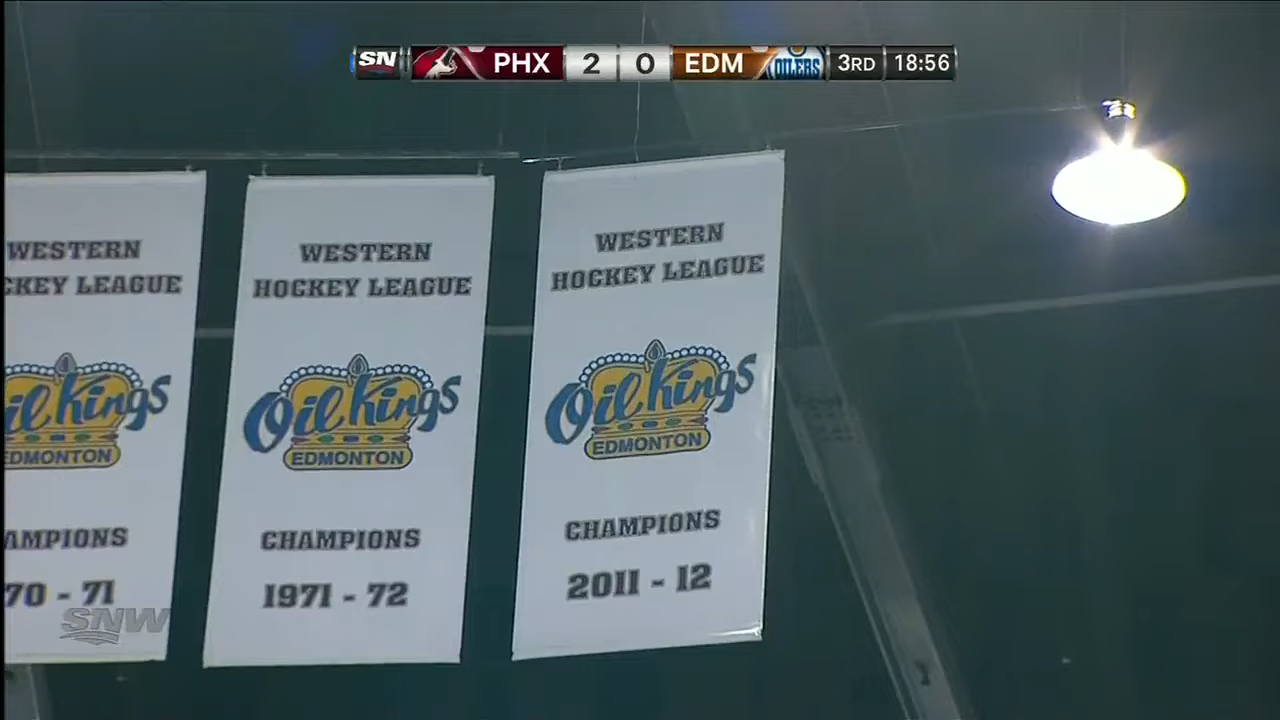 SN PHX 2 0 EDM OILERS 3RD 18:56
WESTERN
CKEY LEAGUE
il Kings
EDMONTON
AMPIONS
70 - 71
WESTERN
HOCKEY LEAGUE
Oil Kings
EDMONTON
CHAMPIONS
1971 - 72
WESTERN
HOCKEY LEAGUE
Oil Kings
EDMONTON
CHAMPIONS
2011 - 12
SNW